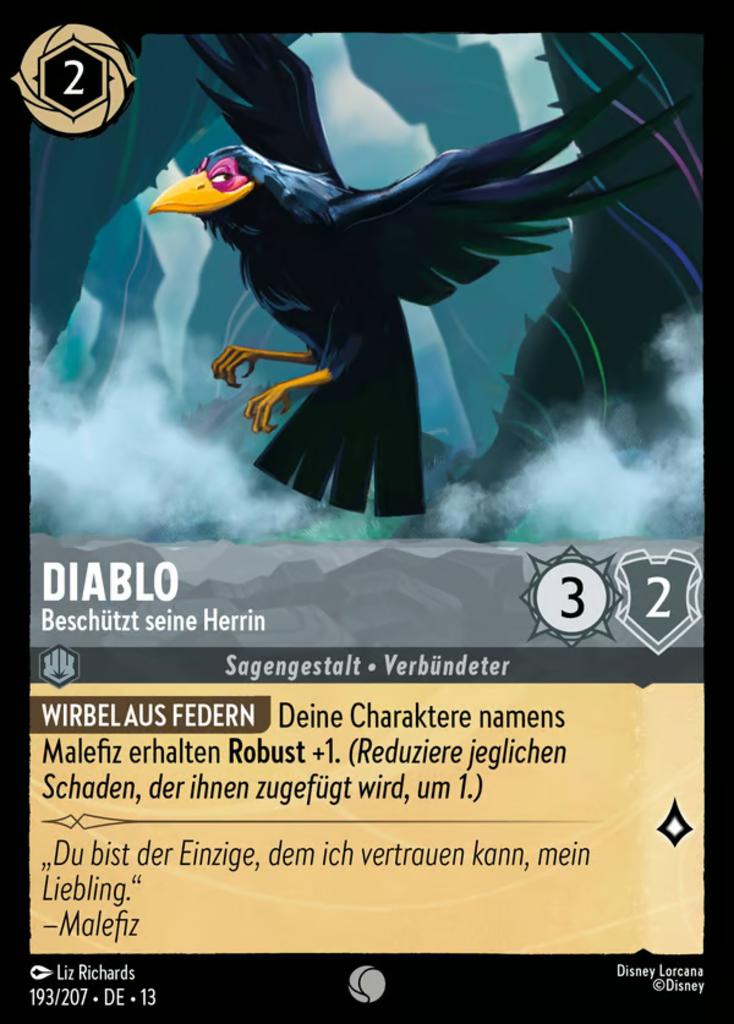 2
DIABLO
Beschützt seine Herrin
3
2
Sagengestalt • Verbündeter
WIRBEL AUS FEDERN Deine Charaktere namens
Malefiz erhalten Robust +1. (Reduziere jeglichen
Schaden, der ihnen zugefügt wird, um 1.)
„Du bist der Einzige, dem ich vertrauen kann, mein
Liebling.“
–Malefiz
Liz Richards
193/207 • DE • 13
Disney Lorcana
©Disney